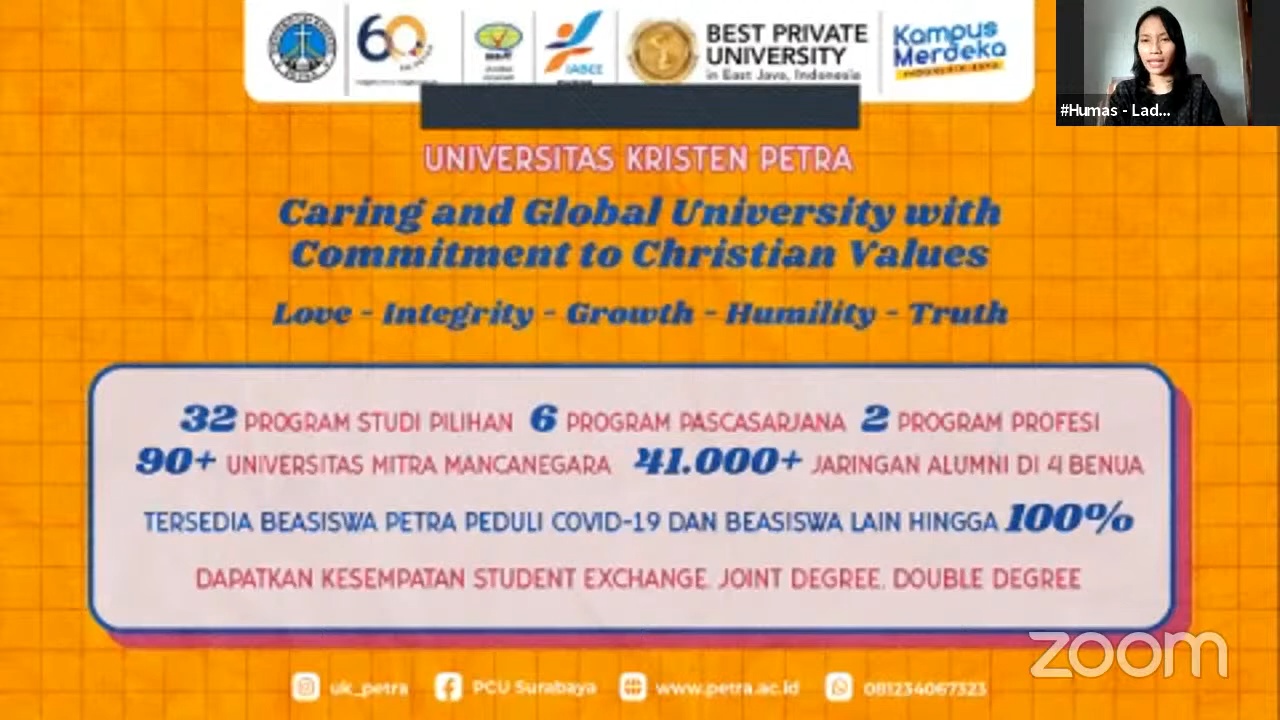 60
IABEE
BEST PRIVATE
UNIVERSITY
in East Java, Indonesia
Kampus
Merdeka
#Humas - Lad...
UNIVERSITAS KRISTEN PETRA
Caring and Global University with
Commitment to Christian Values
Love - Integrity - Growth - Humility - Truth
32 PROGRAM STUDI PILIHAN 6 PROGRAM PASCASARJANA 2 PROGRAM PROFESI
90+ UNIVERSITAS MITRA MANCANEGARA 41.000+ JARINGAN ALUMNI DI 4 BENUA
TERSEDIA BEASISWA PETRA PEDULI COVID-19 DAN BEASISWA LAIN HINGGA 100%
DAPATKAN KESEMPATAN STUDENT EXCHANGE, JOINT DEGREE, DOUBLE DEGREE
zoom
uk_petra PCU Surabaya www.petra.ac.id 081234067323